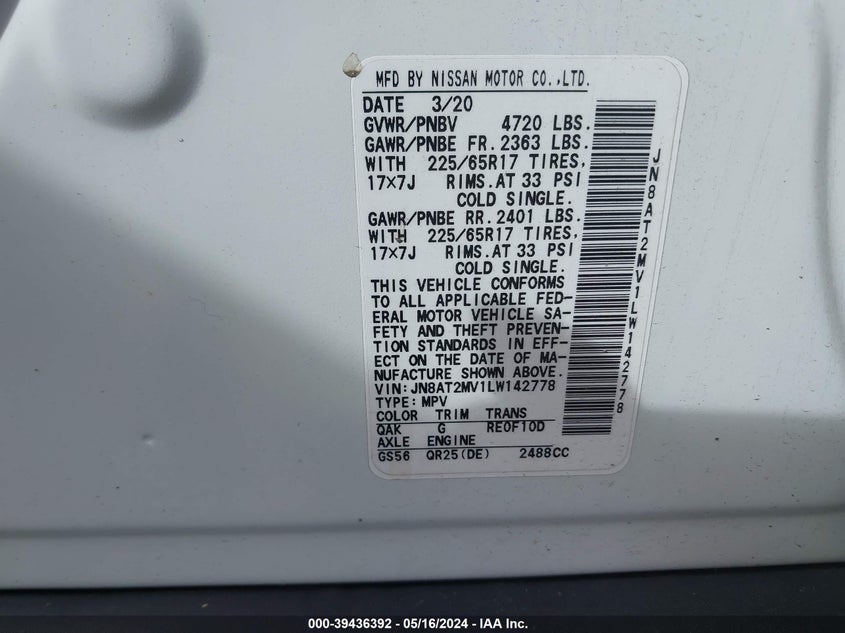 MFD BY NISSAN MOTOR CO.,LTD.
DATE 3/20
GVWR/PNBV 4720 LBS.
GAWR/PNBE FR. 2363 LBS.
WITH 225/65R17 TIRES,
17×7J RIMS.AT 33 PSI
COLD SINGLE.
GAWR/PNBE RR. 2401 LBS.
WITH 225/65R17 TIRES,
17×7J RIMS.AT 33 PSI
COLD SINGLE.
THIS VEHICLE CONFORMS
TO ALL APPLICABLE FED-
ERAL MOTOR VEHICLE SA-
FETY AND THEFT PREVEN-
TION STANDARDS IN EFF-
ECT ON THE DATE OF MA-
NUFACTURE SHOWN ABOVE.
VIN:JN8AT2MV1LW142778
TYPE:MPV
COLOR TRIM TRANS
QAK G RE0F10D
AXLE ENGINE
GS56 QR25(DE) 2488CC
JN8AT2MV1LW142778
000-39436392 - 05/16/2024 - IAA, Inc.